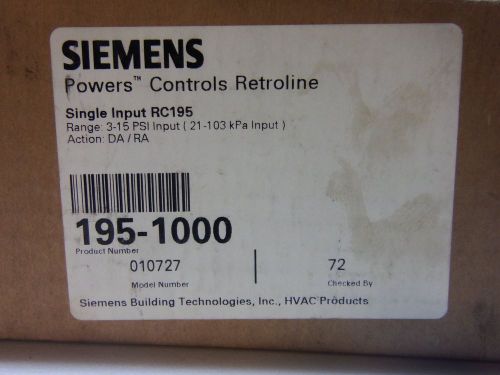 SIEMENS
Powers™ Controls Retroline
Single Input RC195
Range: 3-15 PSI Input ( 21-103 kPa Input )
Action: DA / RA
195-1000
Product Number
010727 72
Model Number Checked By
Siemens Building Technologies, Inc., HVAC Products